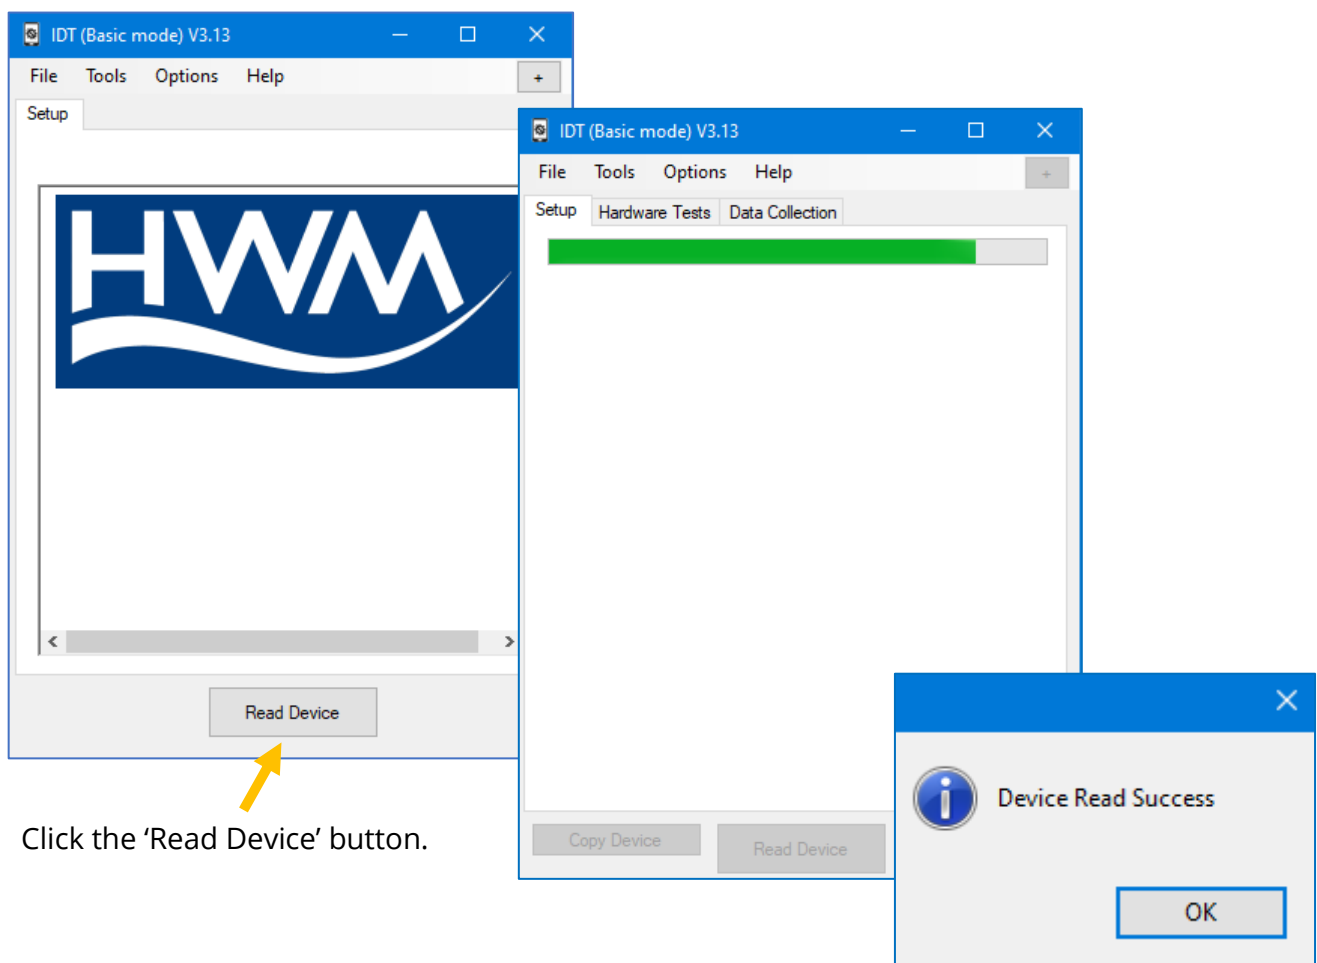 IDT (Basic mode) V3.13
File Tools Options Help +
Setup
HWM
Read Device
Click the ‘Read Device’ button.
IDT (Basic mode) V3.13
File Tools Options Help +
Setup Hardware Tests Data Collection
Copy Device Read Device
Device Read Success
OK